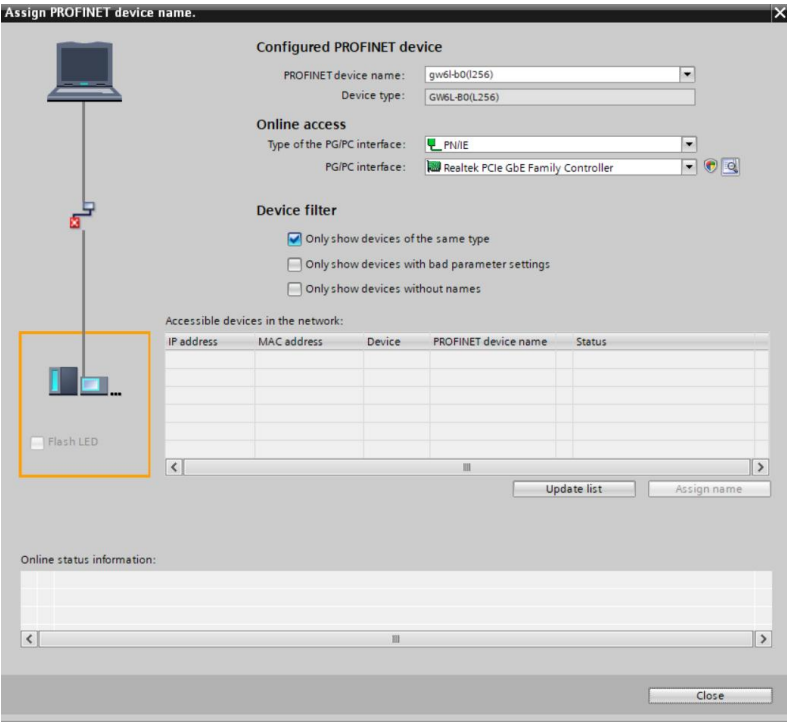 Assign PROFINET device name.
Configured PROFINET device
PROFINET device name: gw6l-b0(l256)
Device type: GW6L-B0(L256)
Online access
Type of the PG/PC interface: PN/IE
PG/PC interface: Realtek PCIe GbE Family Controller
Device filter
Only show devices of the same type
Only show devices with bad parameter settings
Only show devices without names
Accessible devices in the network:
IP address MAC address Device PROFINET device name Status
Flash LED
Update list Assign name
Online status information:
Close